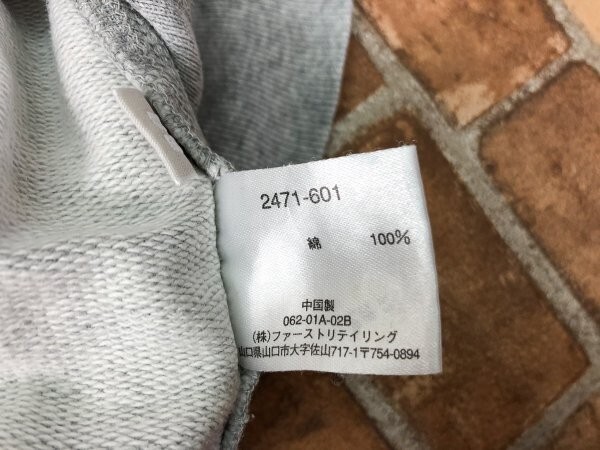 2471-601
綿 100%
中国製
062-01A-02B
(株)ファーストリテイリング
山口県山口市大字佐山717-1〒754-0894